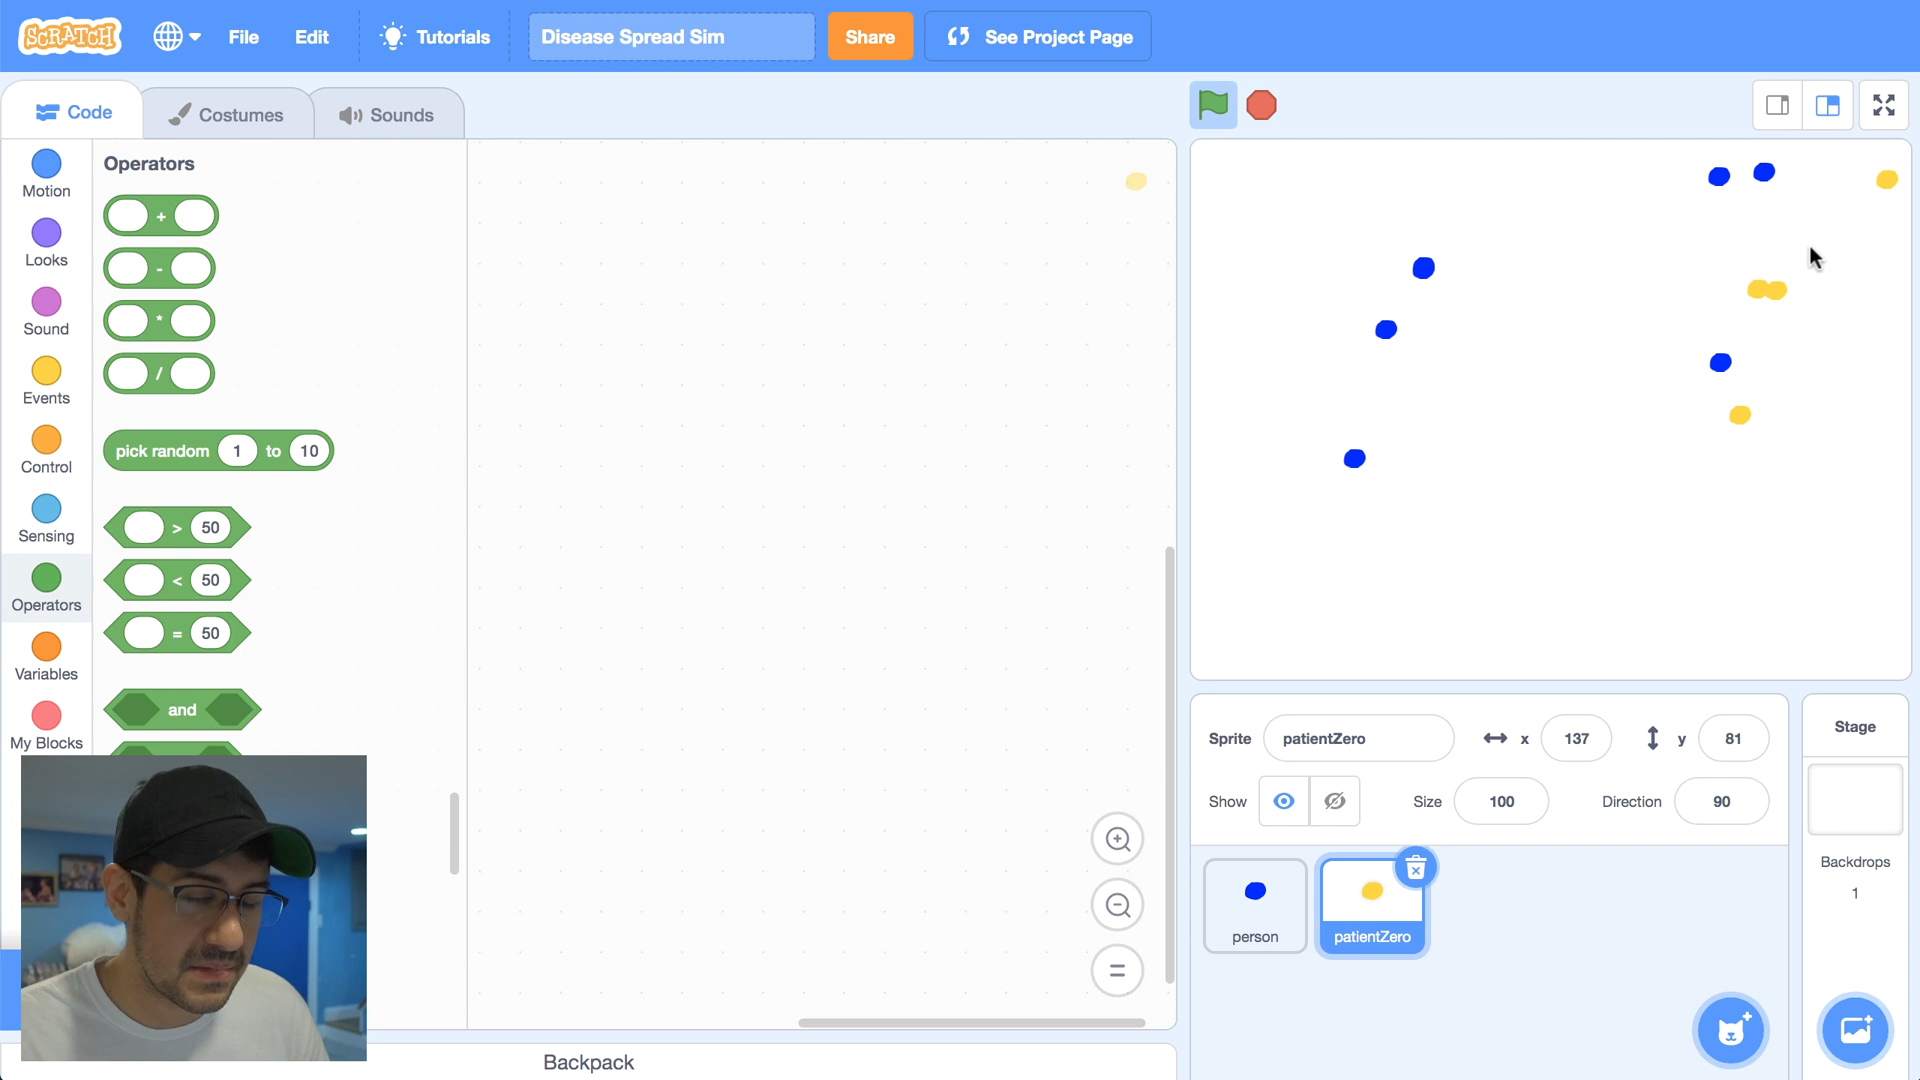 SCRATCH File Edit Tutorials Disease Spread Sim Share See Project Page
Code Costumes Sounds
Motion
Looks
Sound
Events
Control
Sensing
Operators
Variables
My Blocks
Operators
+
-
*
/
pick random 1 to 10
> 50
< 50
= 50
and
Backpack
Sprite patientZero x 137 y 81
Show Size 100 Direction 90
person
patientZero
Stage
Backdrops
1